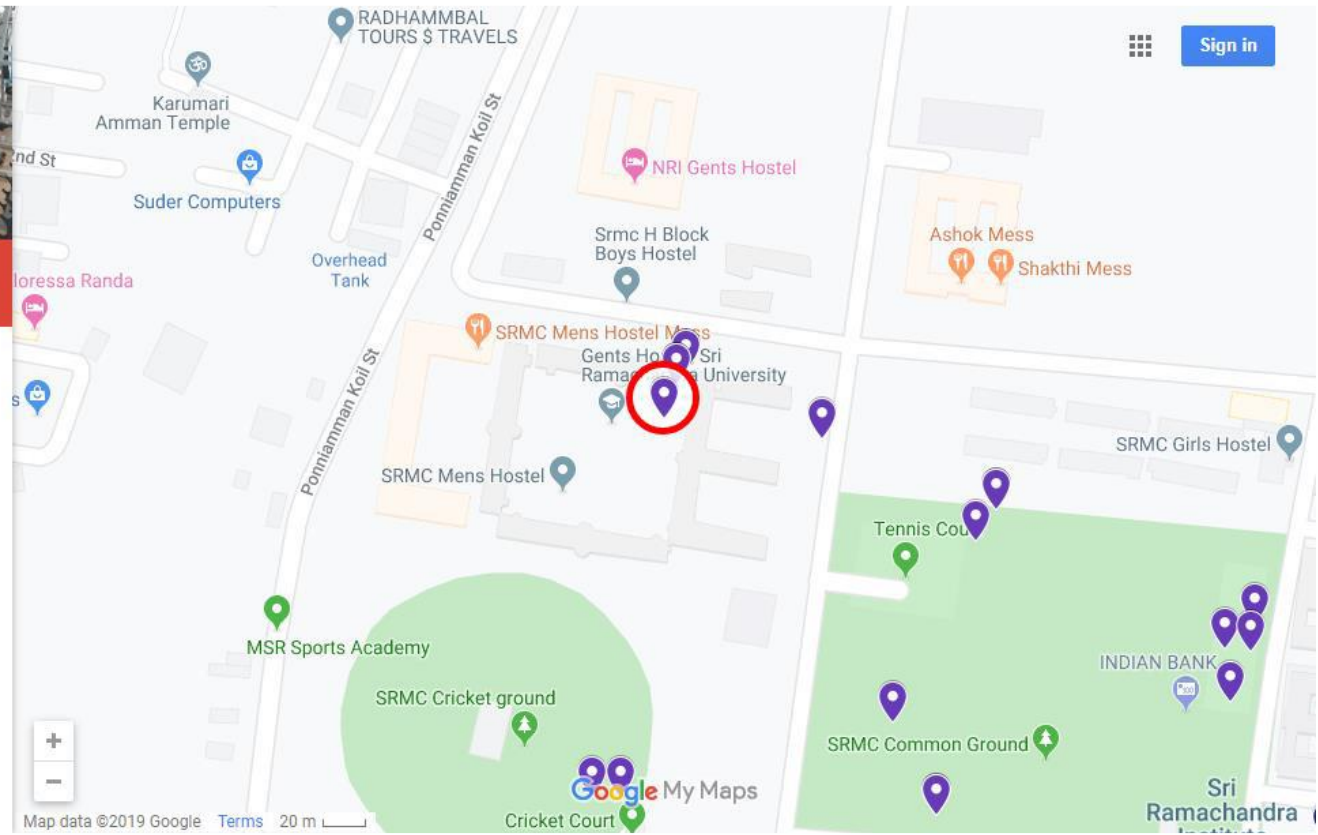 RADHAMMBAL
TOURS $ TRAVELS
Sign in
Karumari
Amman Temple
nd St
Suder Computers
Ponniamman Koil St
NRI Gents Hostel
Srmc H Block
Boys Hostel
Ashok Mess
Shakthi Mess
Overhead
Tank
loressa Randa
SRMC Mens Hostel Mess
Gents Ho Sri
Rama a University
s
Ponniamman Koil St
SRMC Mens Hostel
SRMC Girls Hostel
Tennis Cou
MSR Sports Academy
INDIAN BANK
SRMC Cricket ground
SRMC Common Ground
+
−
Google My Maps
Sri
Ramachandra
Map data ©2019 Google Terms 20 m
Cricket Court